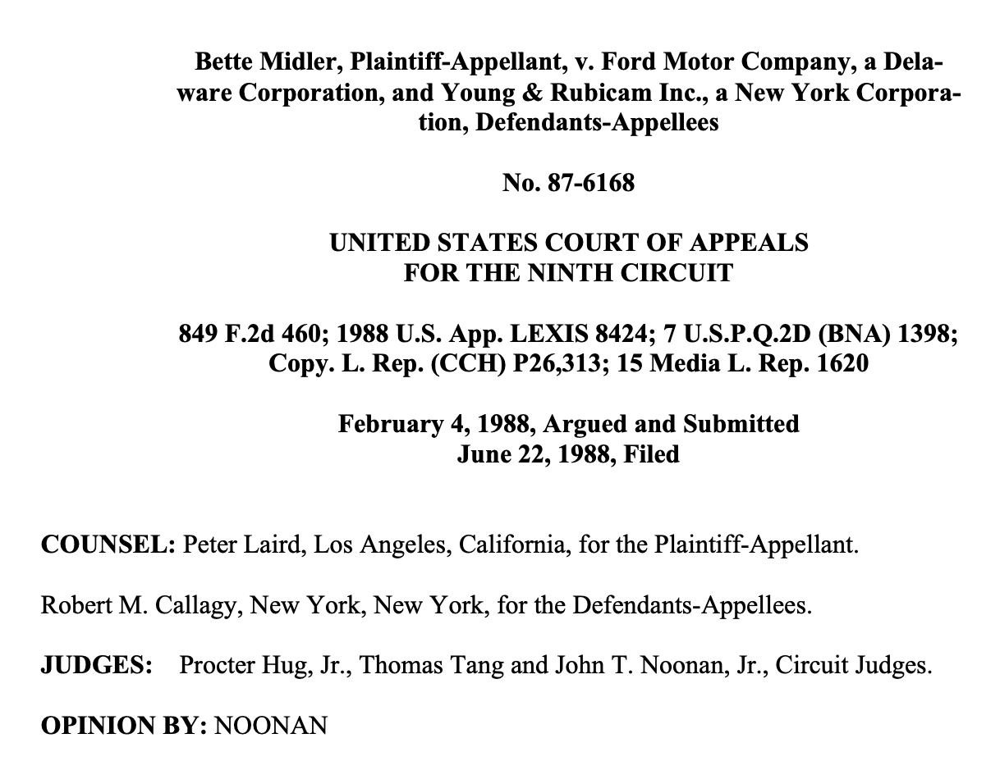 Bette Midler, Plaintiff-Appellant, v. Ford Motor Company, a Dela-
ware Corporation, and Young & Rubicam Inc., a New York Corpora-
tion, Defendants-Appellees
No. 87-6168
UNITED STATES COURT OF APPEALS
FOR THE NINTH CIRCUIT
849 F.2d 460; 1988 U.S. App. LEXIS 8424; 7 U.S.P.Q.2D (BNA) 1398;
Copy. L. Rep. (CCH) P26,313; 15 Media L. Rep. 1620
February 4, 1988, Argued and Submitted
June 22, 1988, Filed
COUNSEL: Peter Laird, Los Angeles, California, for the Plaintiff-Appellant.
Robert M. Callagy, New York, New York, for the Defendants-Appellees.
JUDGES: Procter Hug, Jr., Thomas Tang and John T. Noonan, Jr., Circuit Judges.
OPINION BY: NOONAN